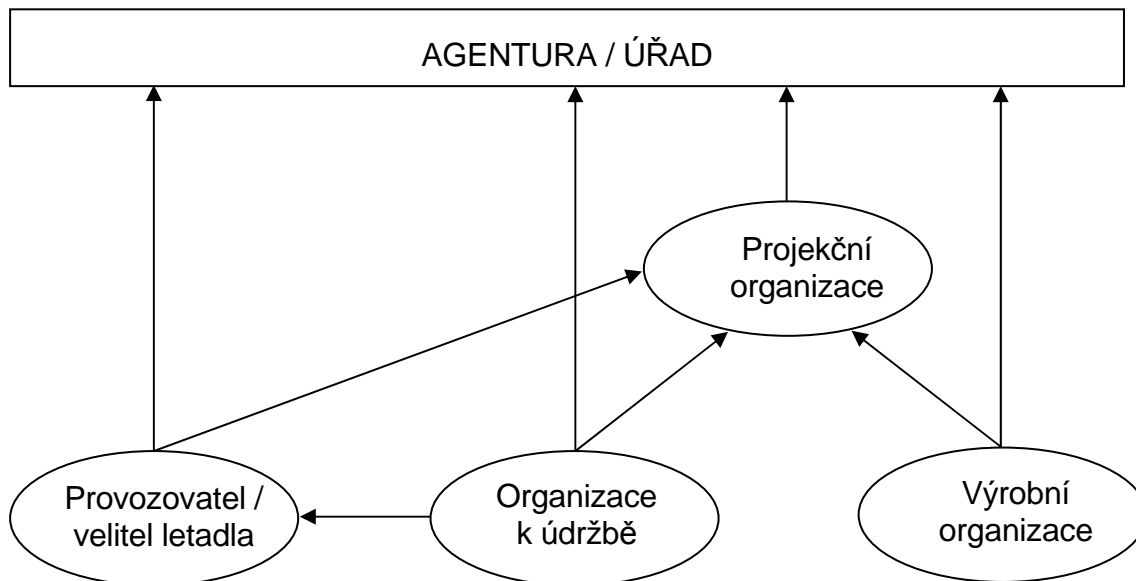 AGENTURA / ÚŘAD
Projekční
organizace
Provozovatel /
velitel letadla
Organizace
k údržbě
Výrobní
organizace